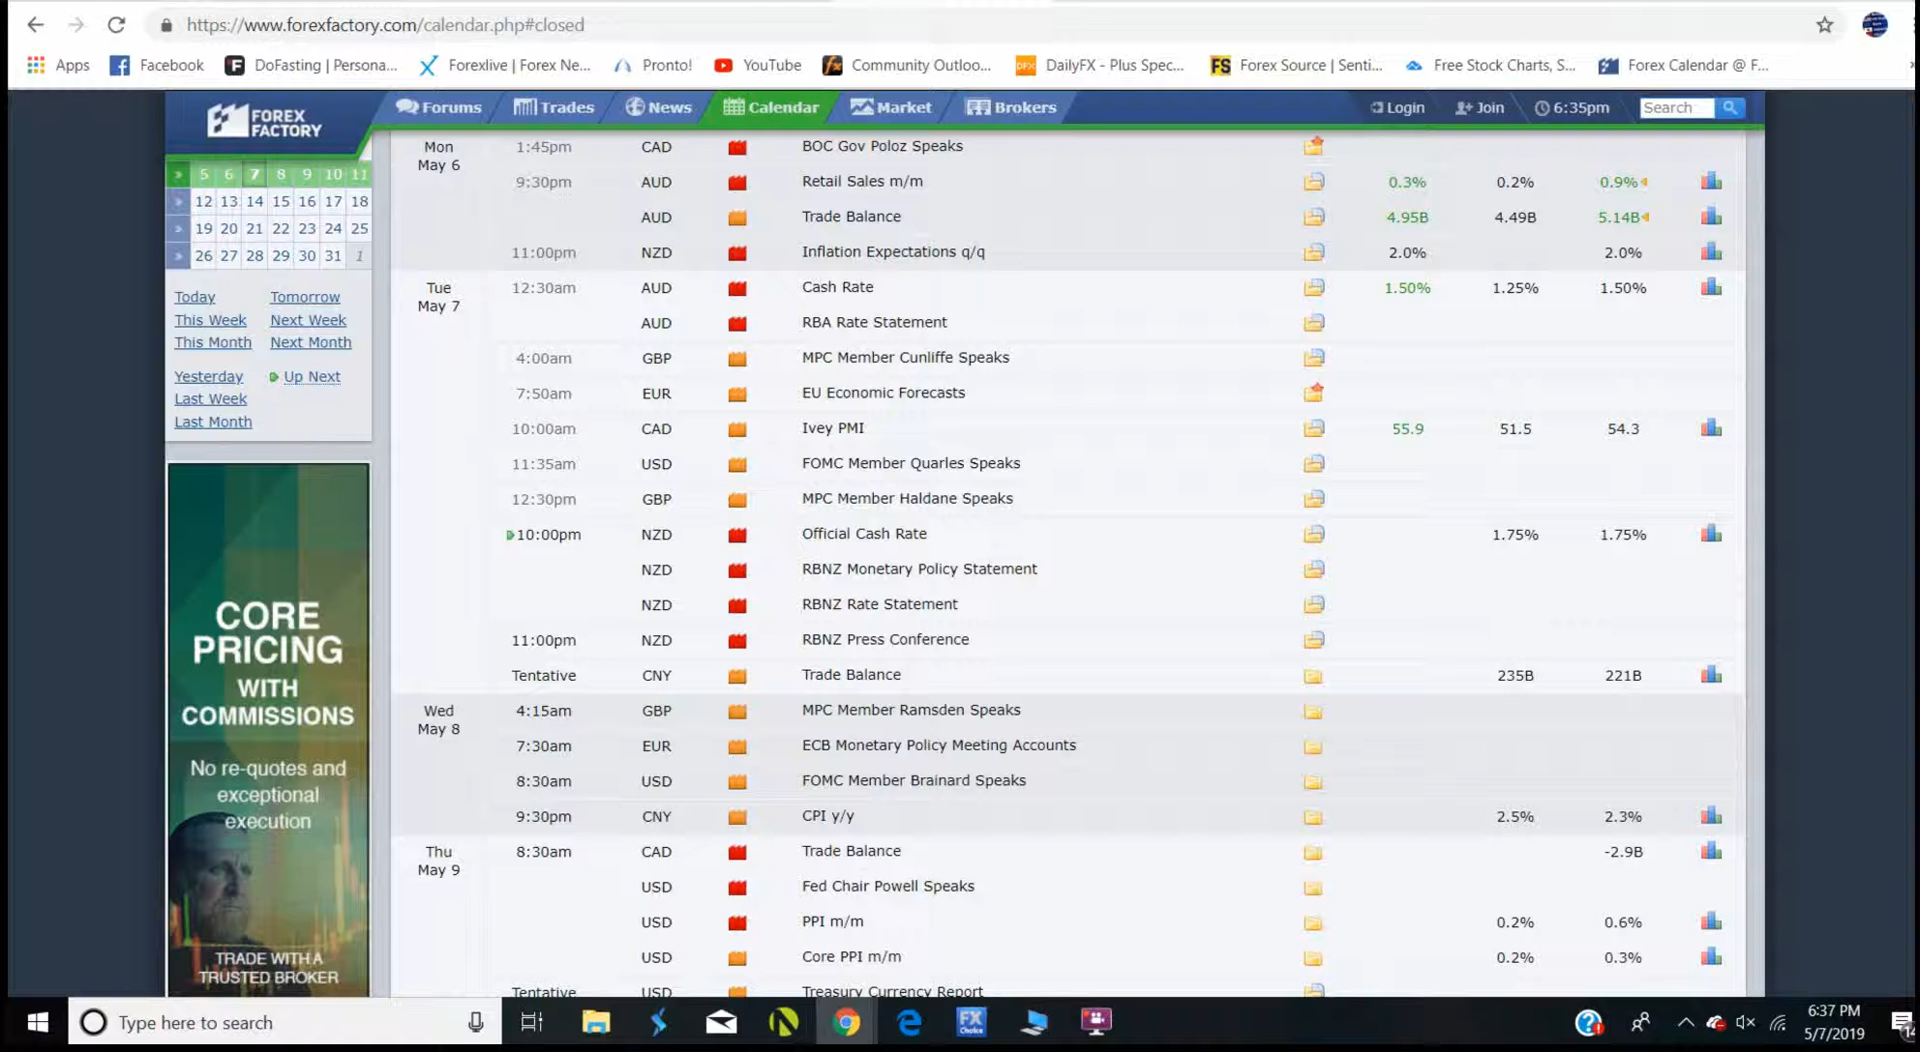 https://www.forexfactory.com/calendar.php#closed
Apps Facebook DoFasting | Persona... Forexlive | Forex Ne... Pronto! YouTube Community Outloo... DailyFX - Plus Spec... Forex Source | Senti... Free Stock Charts, S... Forex Calendar @ F...
FOREX FACTORY
Forums Trades News Calendar Market Brokers Login Join 6:35pm Search
5 6 7 8 9 10 11
12 13 14 15 16 17 18
19 20 21 22 23 24 25
26 27 28 29 30 31 1
Today Tomorrow
This Week Next Week
This Month Next Month
Yesterday Up Next
Last Week
Last Month
CORE
PRICING
WITH
COMMISSIONS
No re-quotes and
exceptional
execution
TRADE WITH A
TRUSTED BROKER
Mon May 6 1:45pm CAD BOC Gov Poloz Speaks
9:30pm AUD Retail Sales m/m 0.3% 0.2% 0.9%
AUD Trade Balance 4.95B 4.49B 5.14B
11:00pm NZD Inflation Expectations q/q 2.0% 2.0%
Tue May 7 12:30am AUD Cash Rate 1.50% 1.25% 1.50%
AUD RBA Rate Statement
4:00am GBP MPC Member Cunliffe Speaks
7:50am EUR EU Economic Forecasts
10:00am CAD Ivey PMI 55.9 51.5 54.3
11:35am USD FOMC Member Quarles Speaks
12:30pm GBP MPC Member Haldane Speaks
10:00pm NZD Official Cash Rate 1.75% 1.75%
NZD RBNZ Monetary Policy Statement
NZD RBNZ Rate Statement
11:00pm NZD RBNZ Press Conference
Tentative CNY Trade Balance 235B 221B
Wed May 8 4:15am GBP MPC Member Ramsden Speaks
7:30am EUR ECB Monetary Policy Meeting Accounts
8:30am USD FOMC Member Brainard Speaks
9:30pm CNY CPI y/y 2.5% 2.3%
Thu May 9 8:30am CAD Trade Balance -2.9B
USD Fed Chair Powell Speaks
USD PPI m/m 0.2% 0.6%
USD Core PPI m/m 0.2% 0.3%
Tentative USD Treasury Currency Report
Type here to search
FX Choice
6:37 PM
5/7/2019